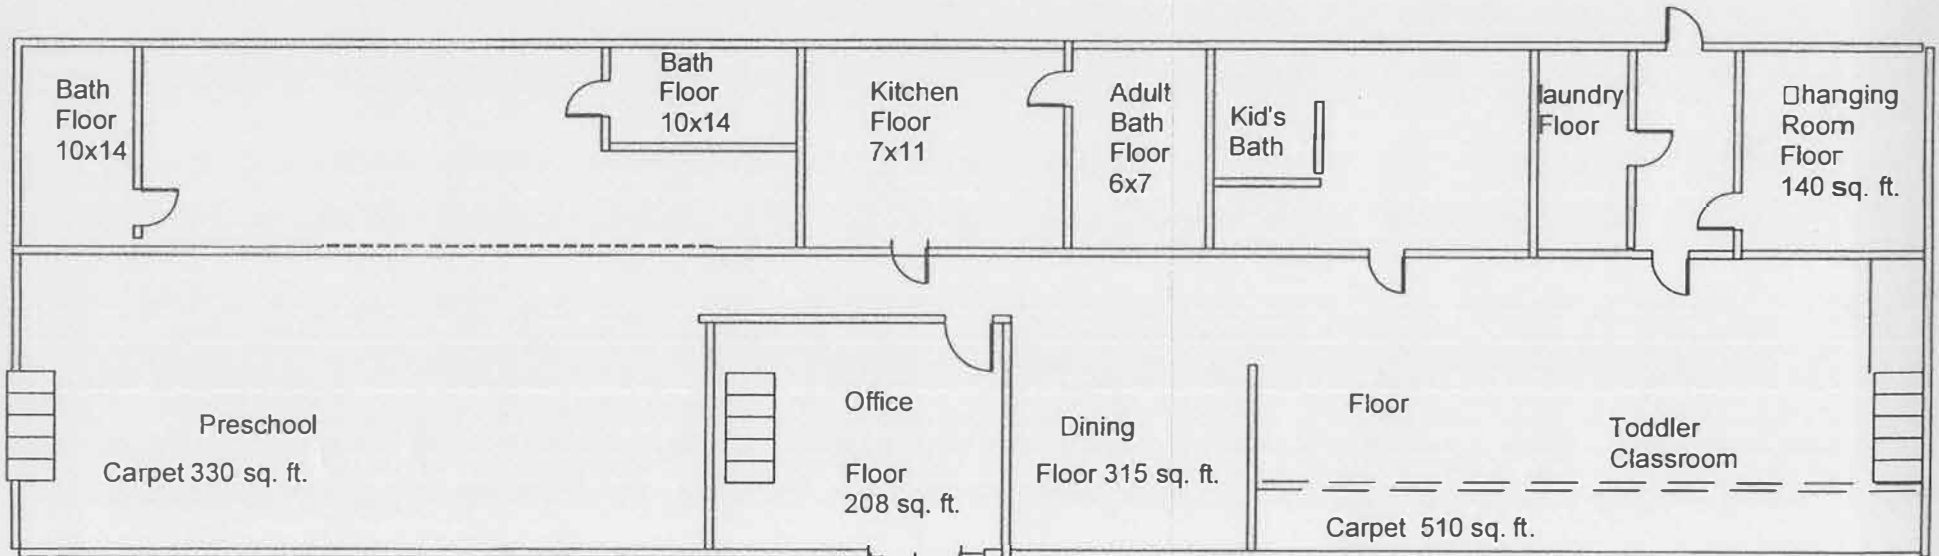 Bath
Floor
10x14
Bath
Floor
10x14
Kitchen
Floor
7x11
Adult
Bath
Floor
6x7
Kid's
Bath
laundry
Floor
□hanging
Room
Floor
140 sq. ft.
Preschool
Carpet 330 sq. ft.
Office
Floor
208 sq. ft.
Dining
Floor 315 sq. ft.
Floor
Toddler
Classroom
Carpet 510 sq. ft.